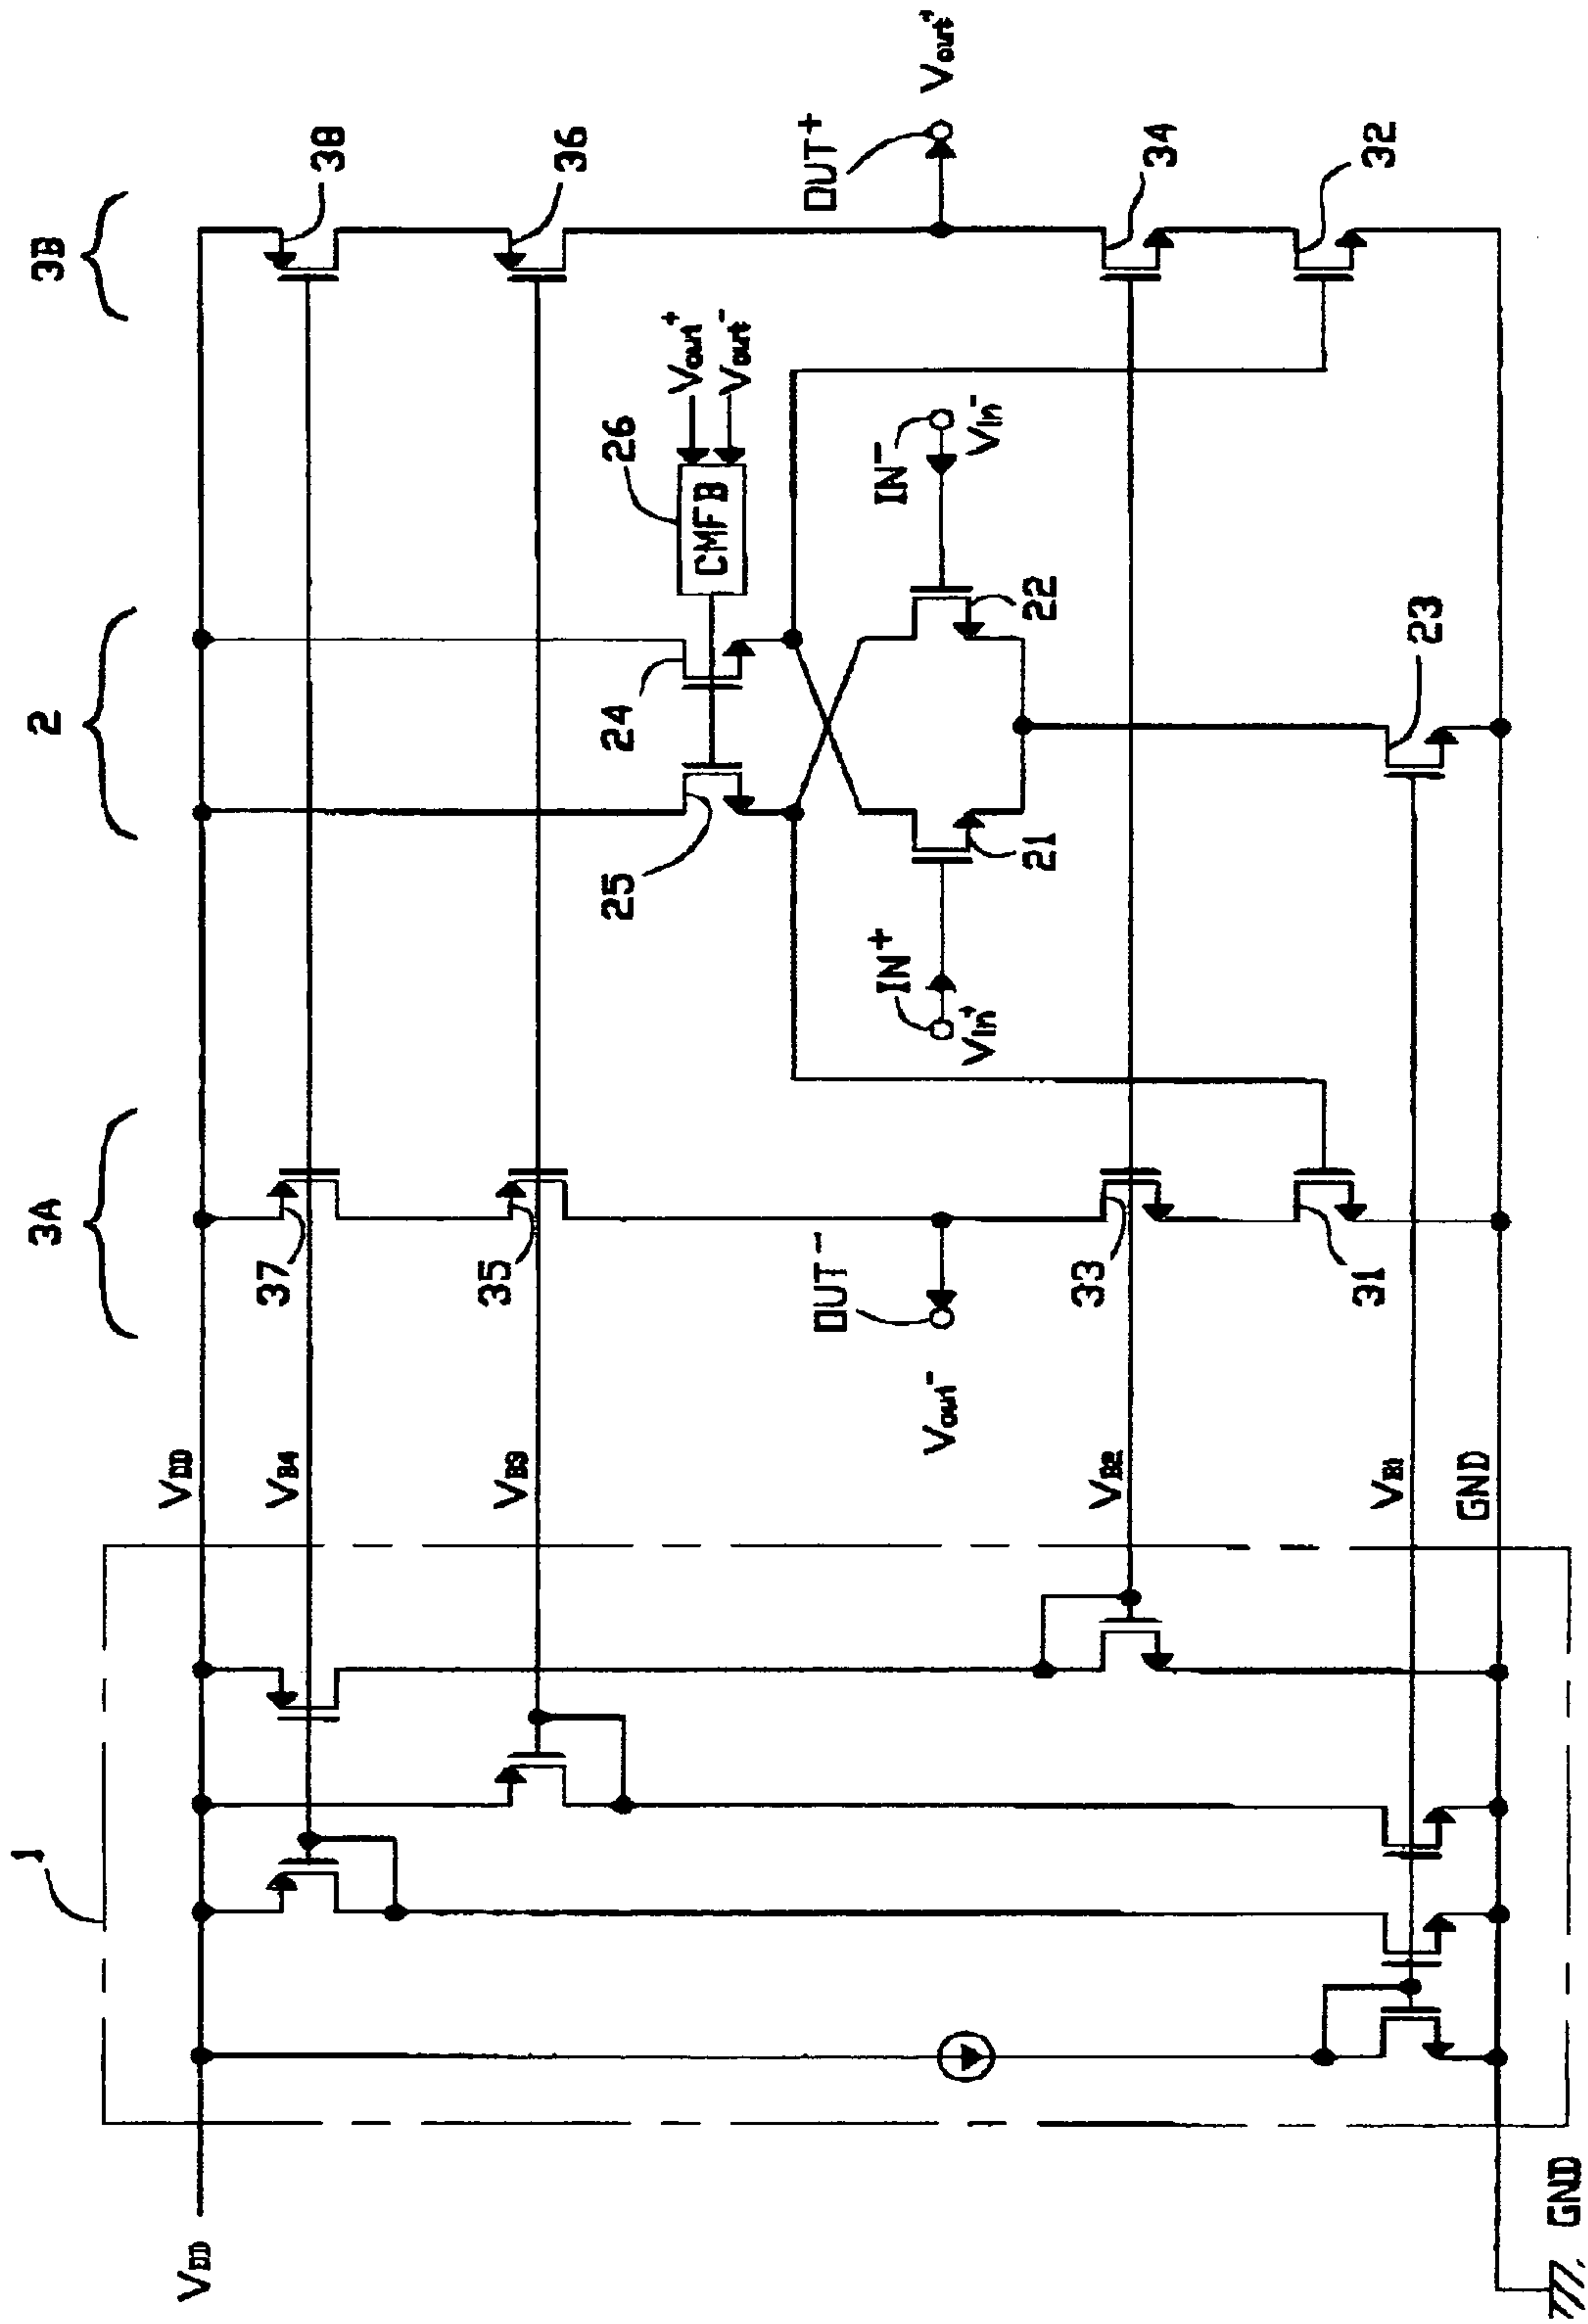 1
2
3A
3B
VDD
VDD
VB4
VB3
VB2
VB1
GND
GND
37
35
33
31
OUT-
Vout-
25
24
26
CMFB
Vout+
Vout-
IN+
Vin+
IN-
Vin-
21
22
23
38
36
34
32
OUT+
Vout+